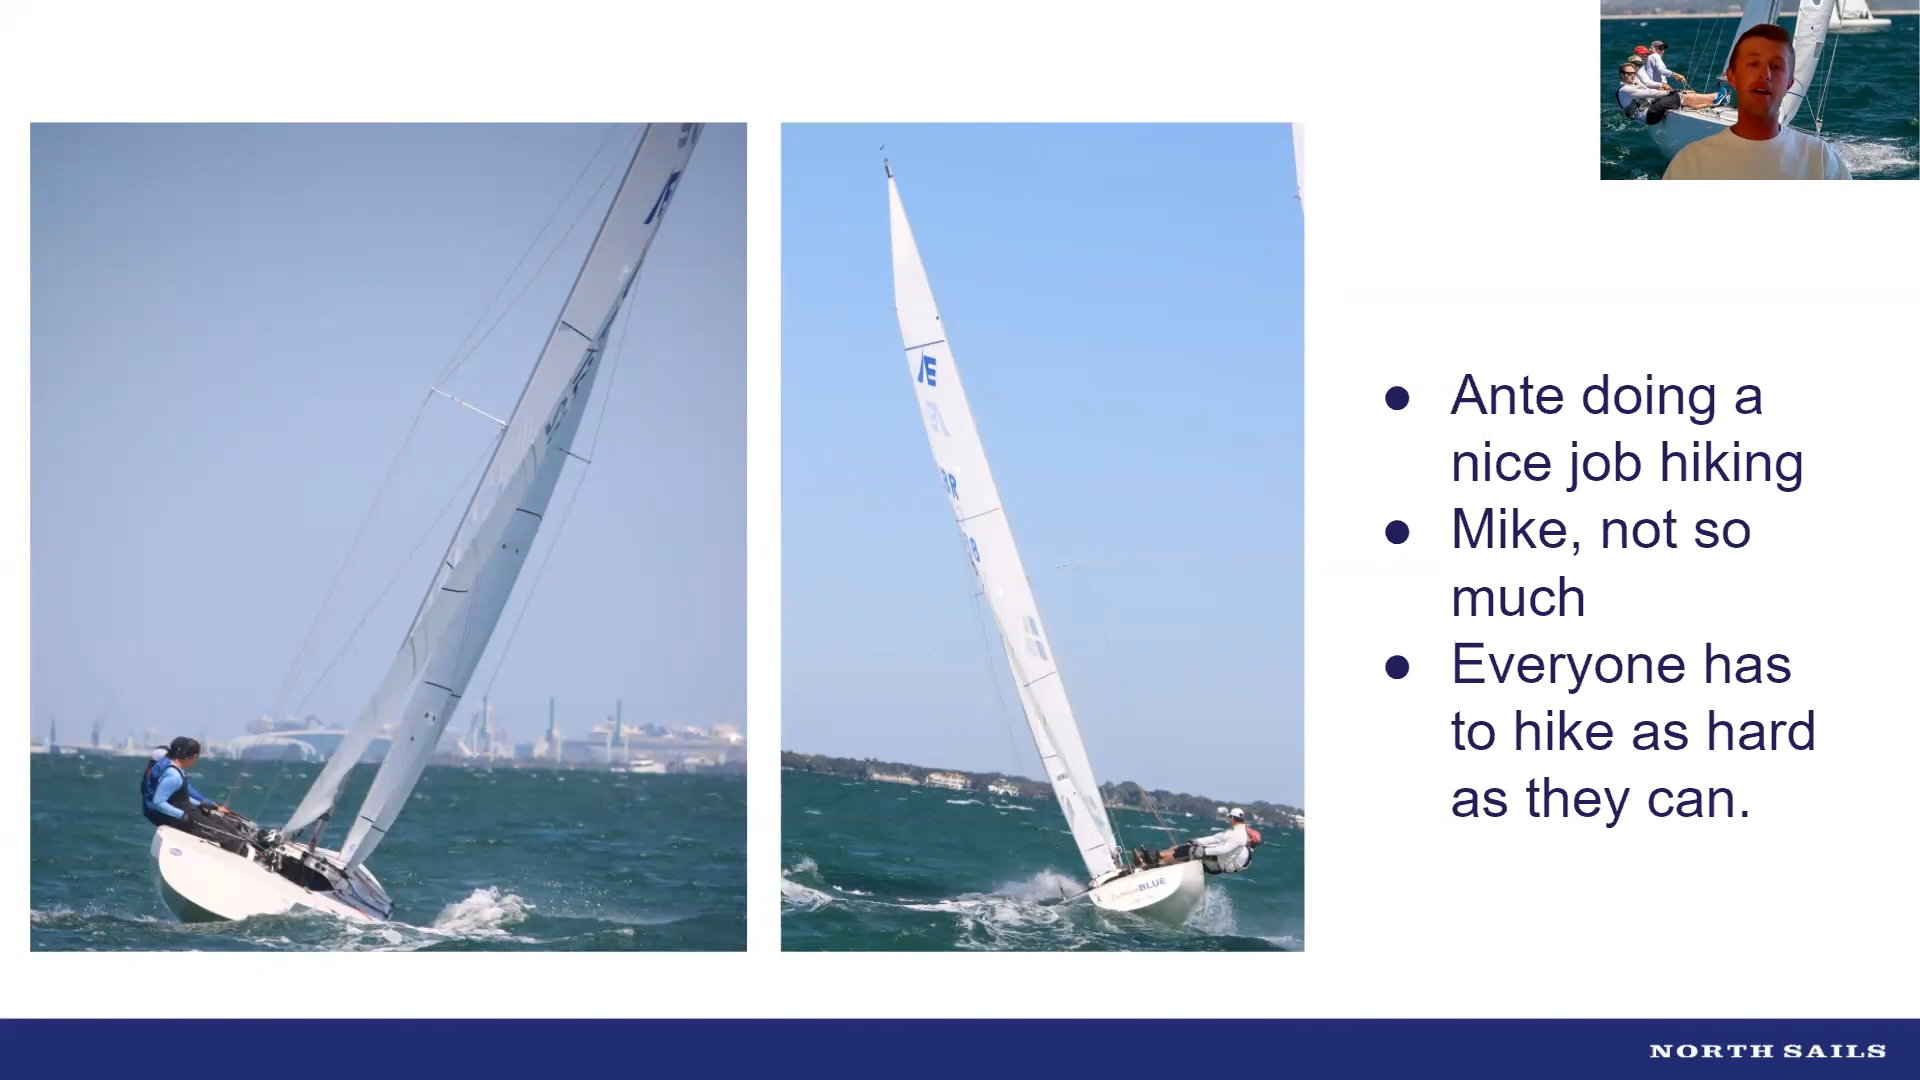 Ante doing a
nice job hiking
Mike, not so
much
Everyone has
to hike as hard
as they can.
BLUE
NORTH SAILS